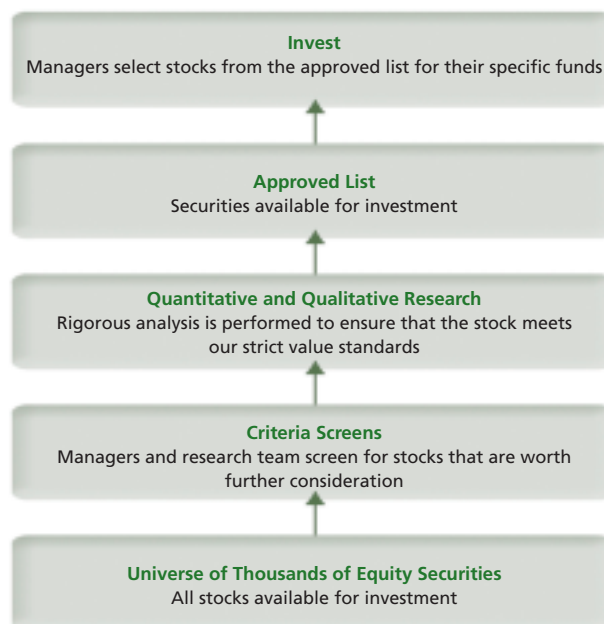 Invest
Managers select stocks from the approved list for their specific funds
Approved List
Securities available for investment
Quantitative and Qualitative Research
Rigorous analysis is performed to ensure that the stock meets
our strict value standards
Criteria Screens
Managers and research team screen for stocks that are worth
further consideration
Universe of Thousands of Equity Securities
All stocks available for investment